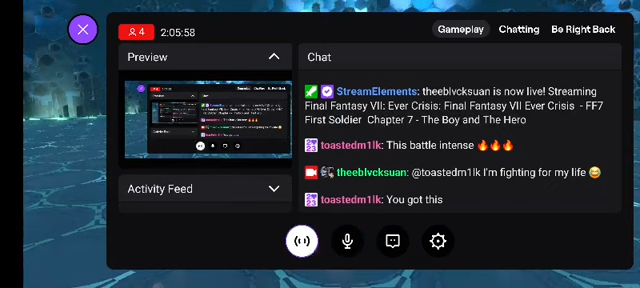 4 2:05:58
Gameplay Chatting Be Right Back
Preview
Chat
StreamElements: theeblvcksuan is now live! Streaming
Final Fantasy VII: Ever Crisis: Final Fantasy VII Ever Crisis - FF7
First Soldier Chapter 7 - The Boy and The Hero
toastedm1lk: This battle intense 🔥🔥🔥
theeblvcksuan: @toastedm1lk I'm fighting for my life 😂
toastedm1lk: You got this
Activity Feed